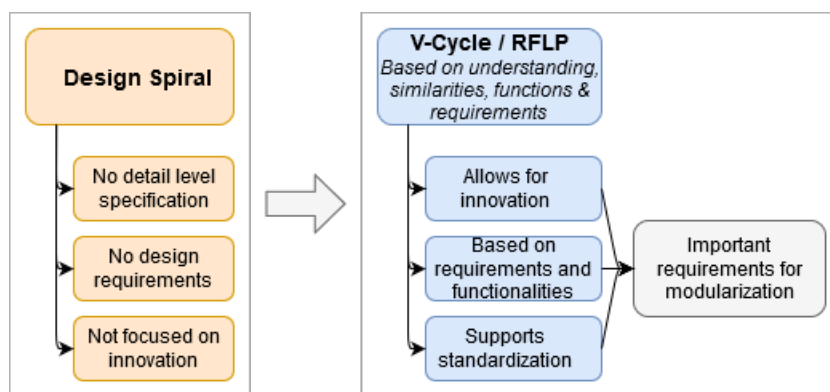 Design Spiral
No detail level
specification
No design
requirements
Not focused on
innovation
V-Cycle / RFLP
Based on understanding,
similarities, functions &
requirements
Allows for
innovation
Based on
requirements and
functionalities
Supports
standardization
Important
requirements for
modularization